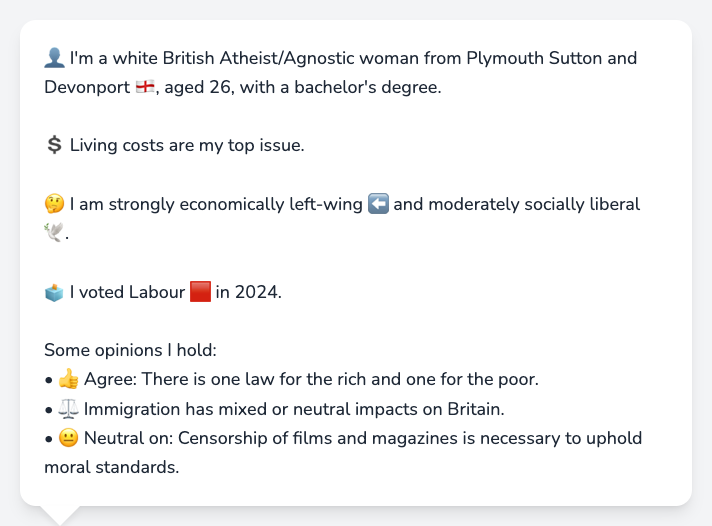 👤 I'm a white British Atheist/Agnostic woman from Plymouth Sutton and
Devonport 🏴󠁧󠁢󠁥󠁮󠁧󠁿, aged 26, with a bachelor's degree.
💲 Living costs are my top issue.
🤔 I am strongly economically left-wing ⬅️ and moderately socially liberal
🕊️.
🗳️ I voted Labour 🟥 in 2024.
Some opinions I hold:
• 👍 Agree: There is one law for the rich and one for the poor.
• ⚖️ Immigration has mixed or neutral impacts on Britain.
• 😐 Neutral on: Censorship of films and magazines is necessary to uphold
moral standards.